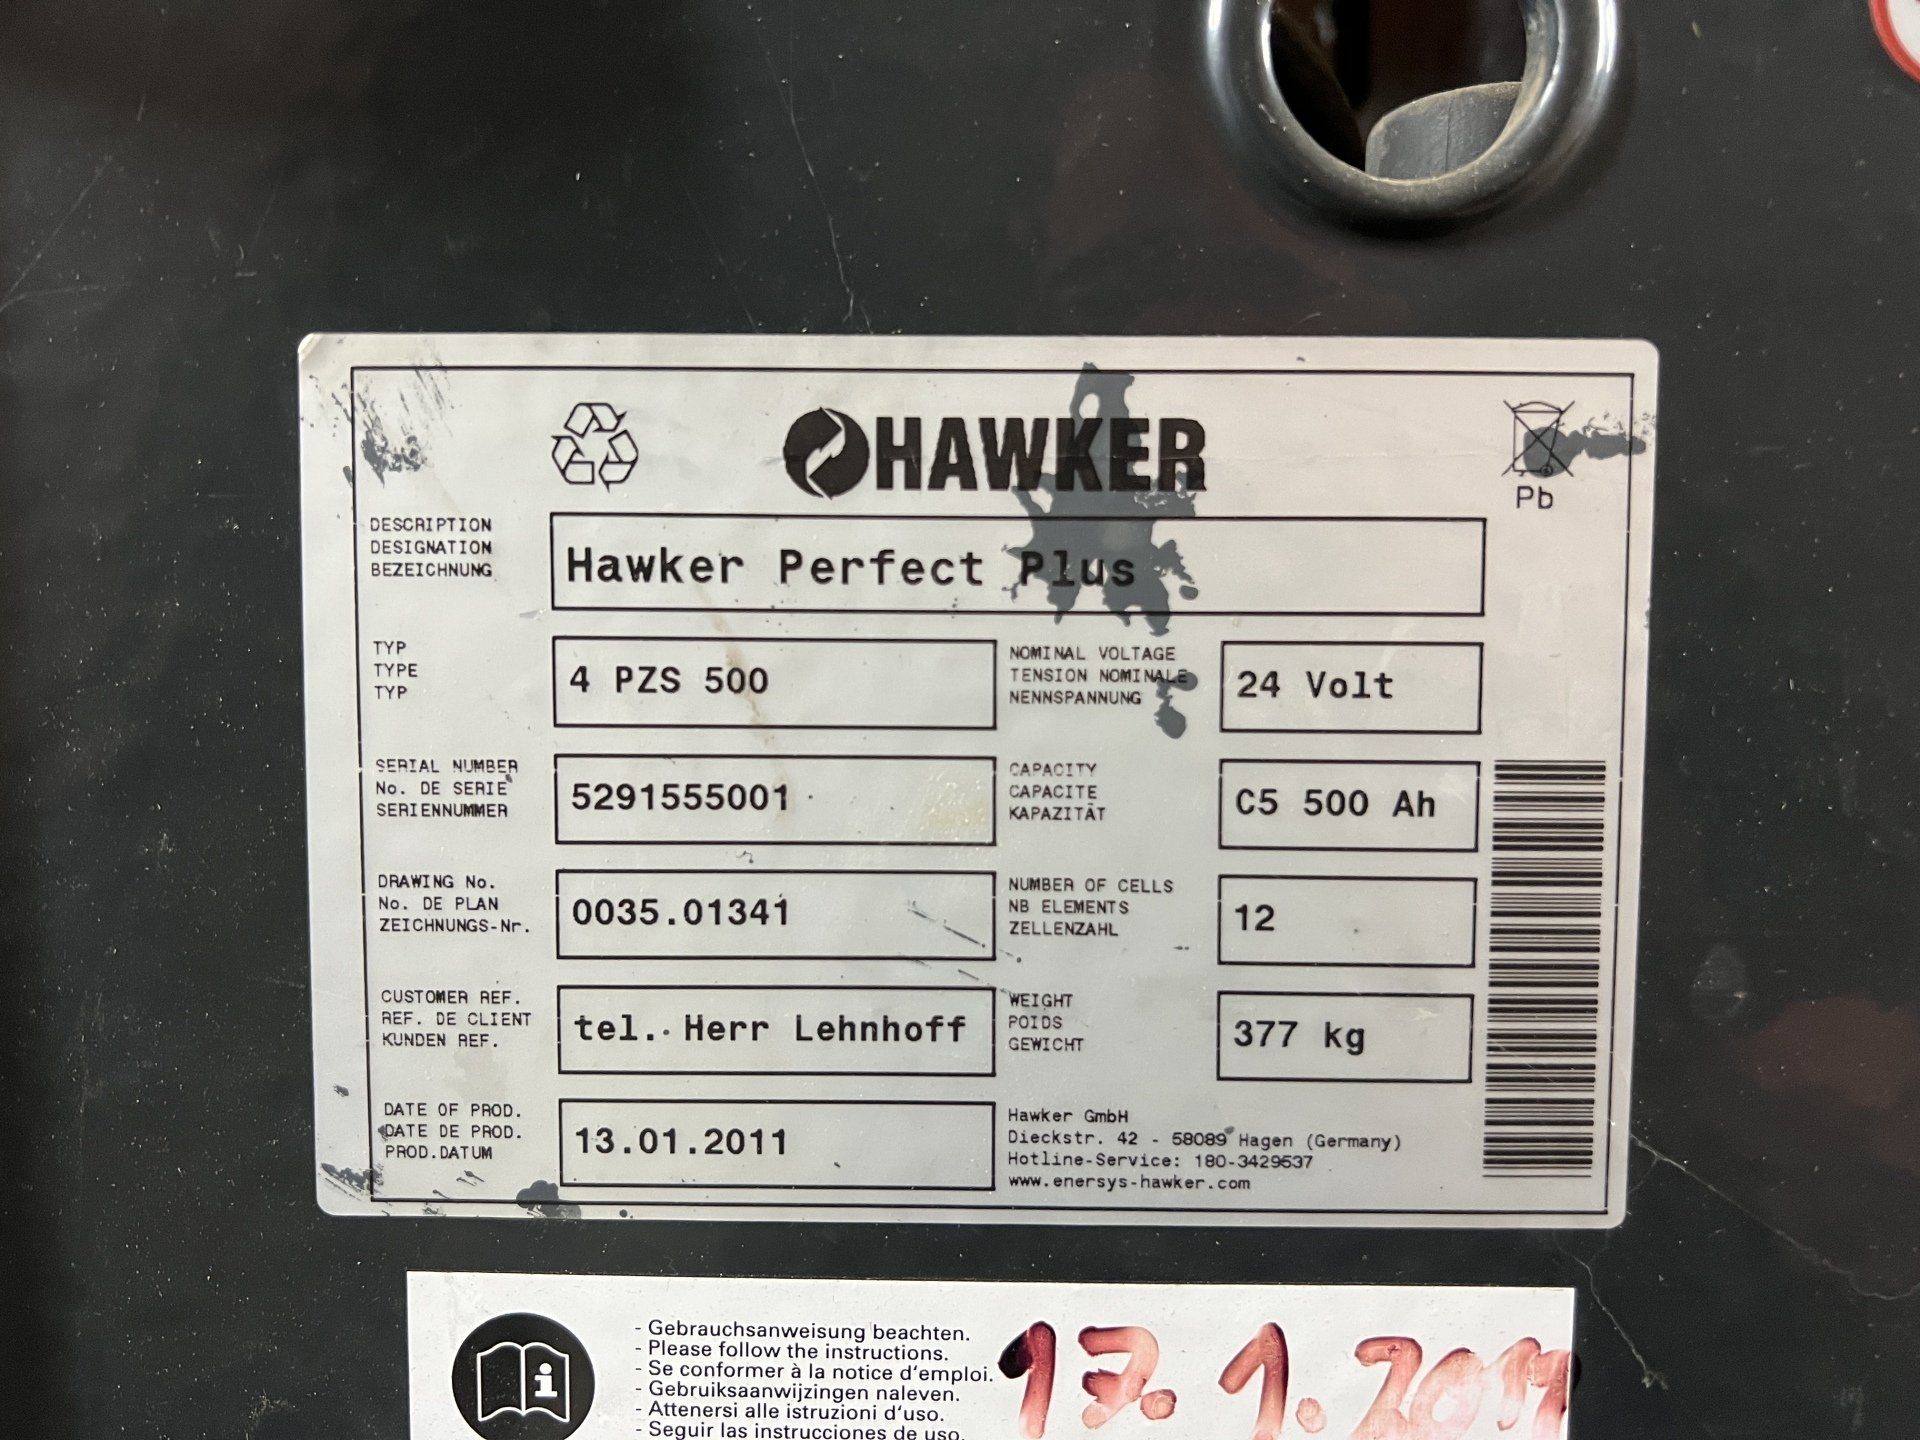 HAWKER
Pb
DESCRIPTION
DESIGNATION
BEZEICHNUNG
Hawker Perfect Plus
TYP
TYPE
TYP
4 PZS 500
NOMINAL VOLTAGE
TENSION NOMINALE
NENNSPANNUNG
24 Volt
SERIAL NUMBER
No. DE SERIE
SERIENNUMMER
5291555001
CAPACITY
CAPACITE
KAPAZITÄT
C5 500 Ah
DRAWING No.
No. DE PLAN
ZEICHNUNGS-Nr.
0035.01341
NUMBER OF CELLS
NB ELEMENTS
ZELLENZAHL
12
CUSTOMER REF.
REF. DE CLIENT
KUNDEN REF.
tel. Herr Lehnhoff
WEIGHT
POIDS
GEWICHT
377 kg
DATE OF PROD.
DATE DE PROD.
PROD.DATUM
13.01.2011
Hawker GmbH
Dieckstr. 42 - 58089 Hagen (Germany)
Hotline-Service: 180-3429537
www.enersys-hawker.com
- Gebrauchsanweisung beachten.
- Please follow the instructions.
- Se conformer à la notice d'emploi.
- Gebruiksaanwijzingen naleven.
- Attenersi alle istruzioni d'uso.
- Seguir las instrucciones de uso.
17.1.2011